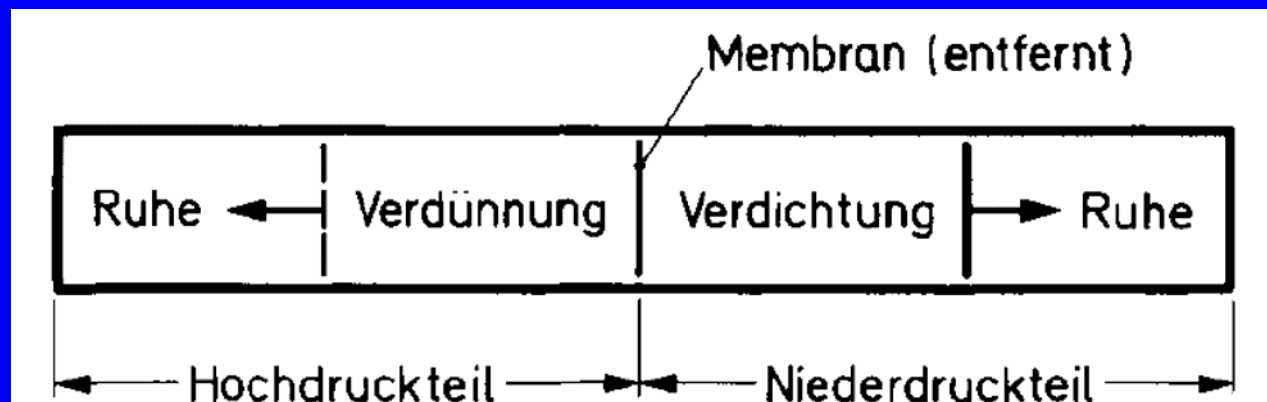 Membran (entfernt)
Ruhe Verdünnung Verdichtung Ruhe
Hochdruckteil Niederdruckteil